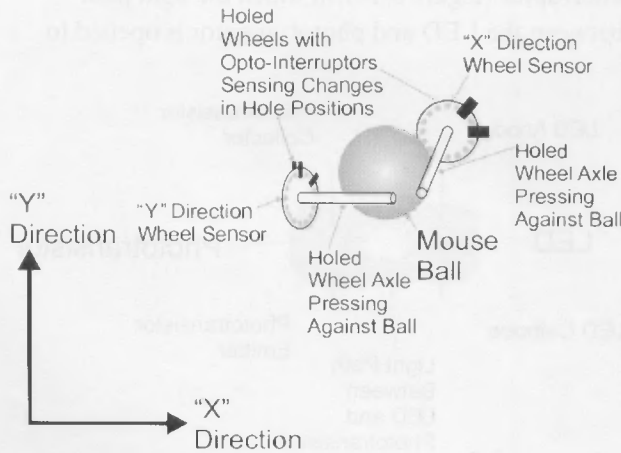 Holed
Wheels with
Opto-Interruptors
Sensing Changes
in Hole Positions
"X" Direction
Wheel Sensor
Holed
Wheel Axle
Pressing
Against Ball
"Y"
Direction
"Y" Direction
Wheel Sensor
Mouse
Ball
Holed
Wheel Axle
Pressing
Against Ball
"X"
Direction